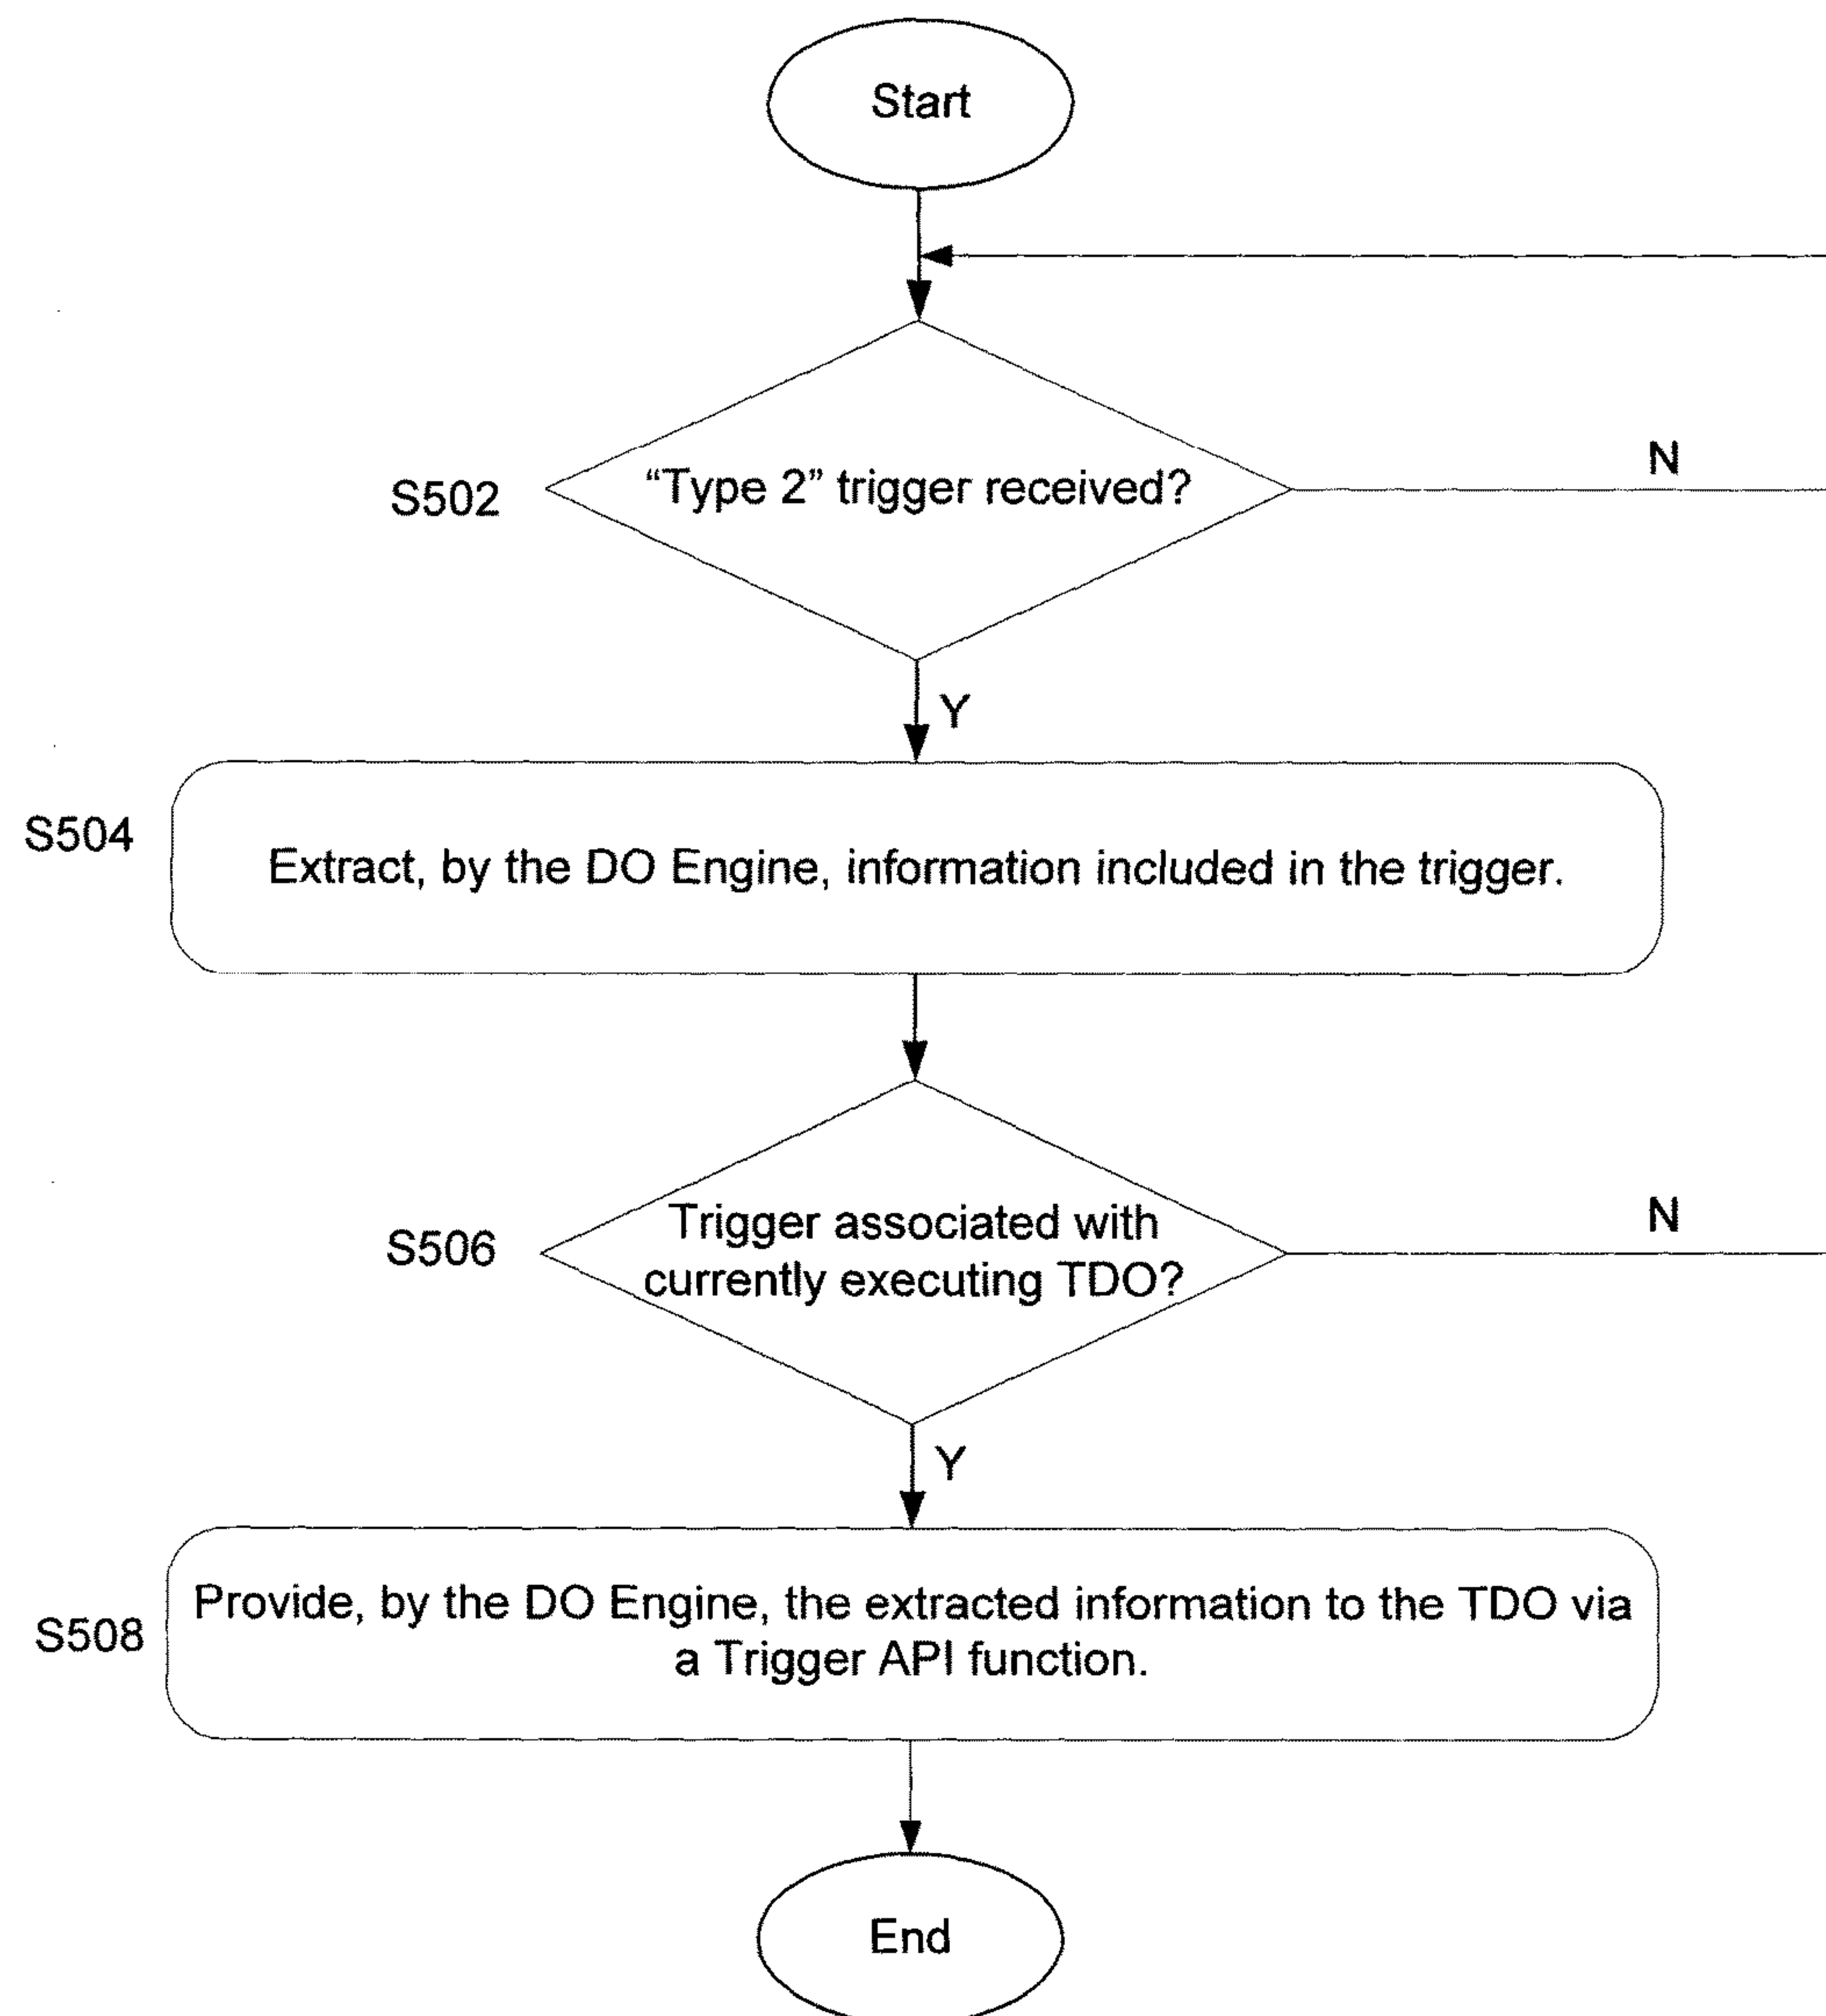 Start
S502
“Type 2” trigger received?
N
Y
S504
Extract, by the DO Engine, information included in the trigger.
S506
Trigger associated with
currently executing TDO?
N
Y
S508
Provide, by the DO Engine, the extracted information to the TDO via
a Trigger API function.
End